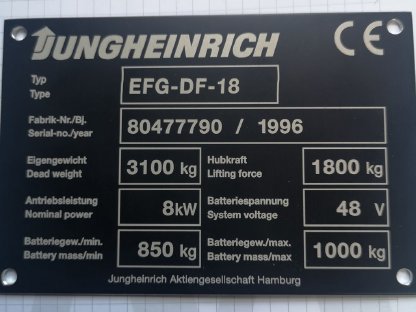 JUNGHEINRICH CE
Typ
Type EFG-DF-18
Fabrik-Nr./Bj.
Serial-no./year 80477790 / 1996
Eigengewicht
Dead weight 3100 kg Hubkraft
Lifting force 1800 kg
Antriebsleistung
Nominal power 8kW Batteriespannung
System voltage 48 V
Batteriegew./min.
Battery mass/min 850 kg Batteriegew./max.
Battery mass/max 1000 kg
Jungheinrich Aktiengesellschaft Hamburg